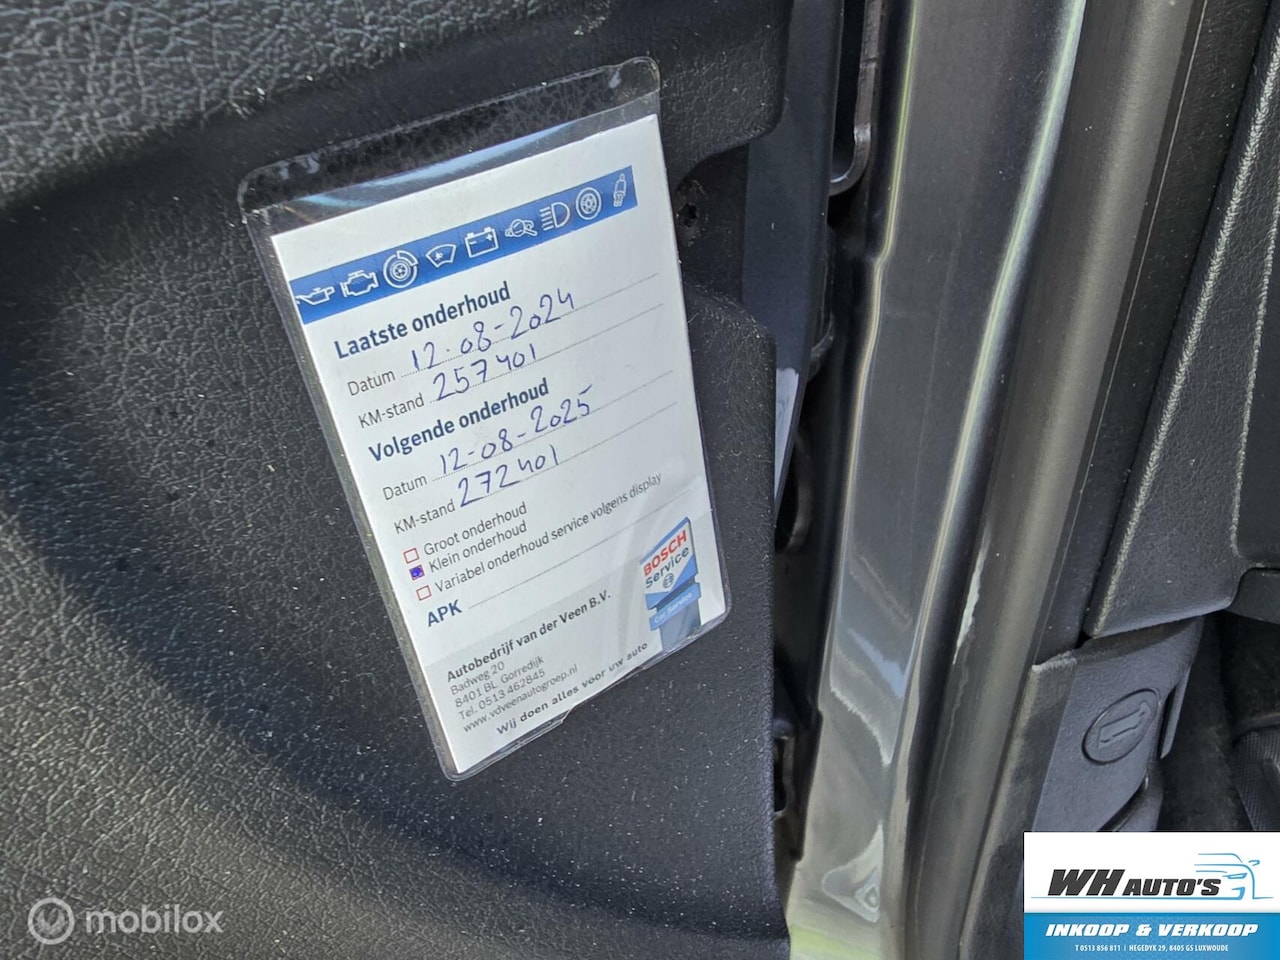 Laatste onderhoud
Datum 12-08-2024
KM-stand 257401
Volgende onderhoud
Datum 12-08-2025
KM-stand 272401
Groot onderhoud
Klein onderhoud
Variabel onderhoud service volgens display
APK
BOSCH
Service
Car Service
Autobedrijf van der Veen B.V.
Badweg 20
8401 BL, Gorredijk
Tel. 0513 462845
www.vdveenautogroep.nl
Wij doen alles voor uw auto
mobilox
WH AUTO'S
INKOOP & VERKOOP
T 0513 856 811 | HEGEDYK 29, 8405 GS LUXWOUDE